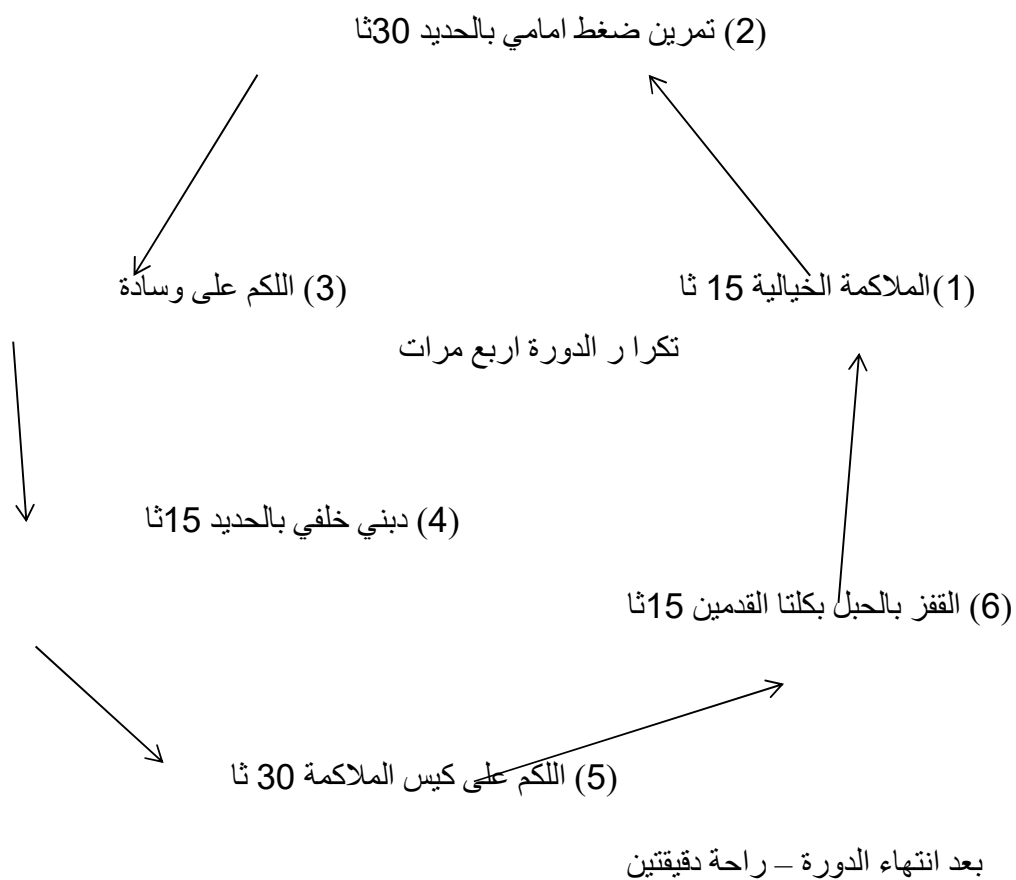 (2) تمرين ضغط امامي بالحديد 30ثا
(1)الملاكمة الخيالية 15 ثا
(3) اللكم على وسادة
تكرا ر الدورة اربع مرات
(4) دبني خلفي بالحديد 15ثا
(6) القفز بالحبل بكلتا القدمين 15ثا
(5) اللكم على كيس الملاكمة 30 ثا
بعد انتهاء الدورة – راحة دقيقتين